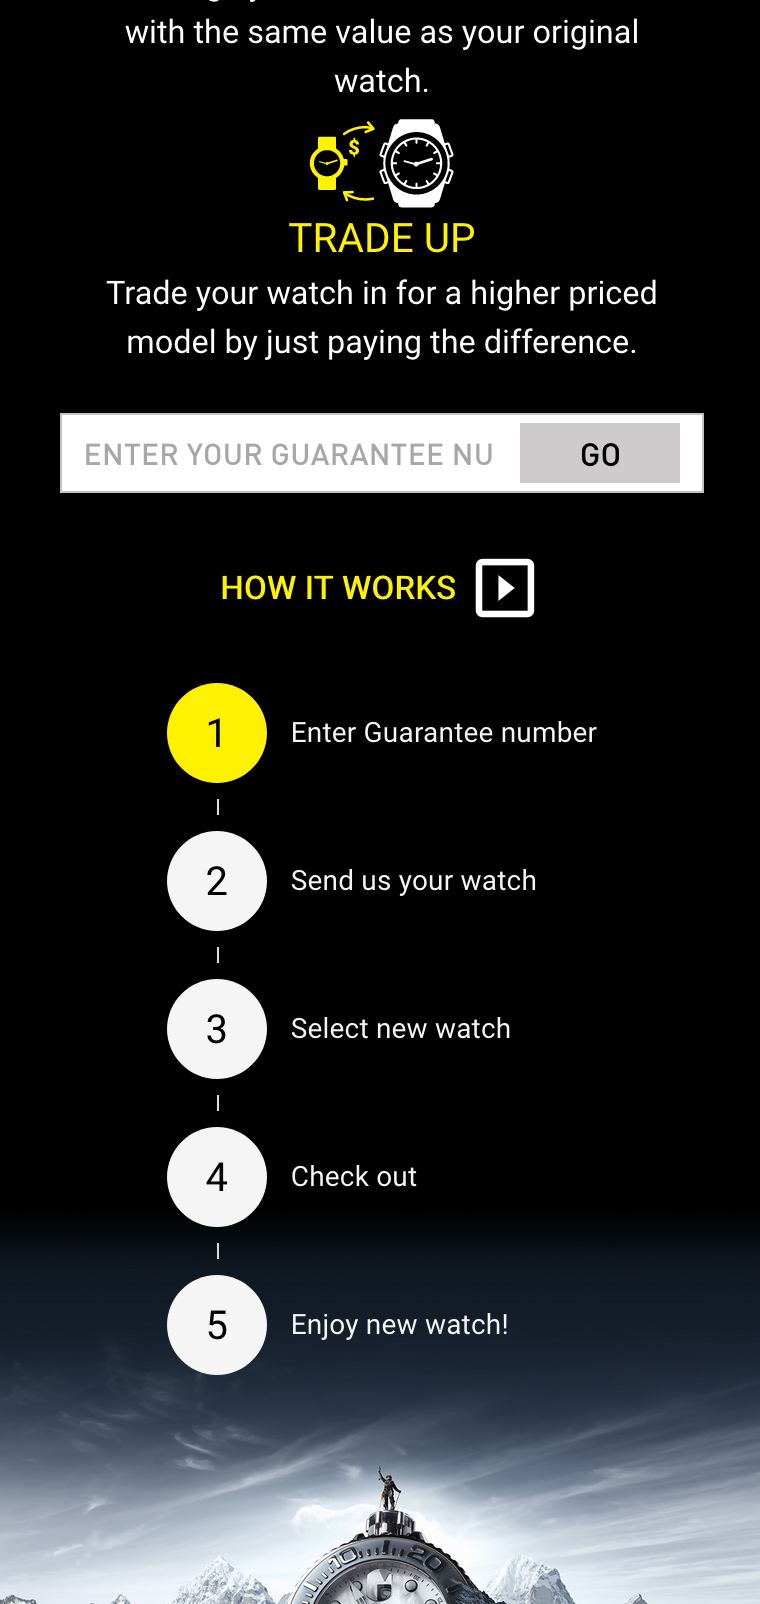 with the same value as your original
watch.
$
TRADE UP
Trade your watch in for a higher priced
model by just paying the difference.
ENTER YOUR GUARANTEE NU
GO
HOW IT WORKS
1 Enter Guarantee number
2 Send us your watch
3 Select new watch
4 Check out
5 Enjoy new watch!
10 20